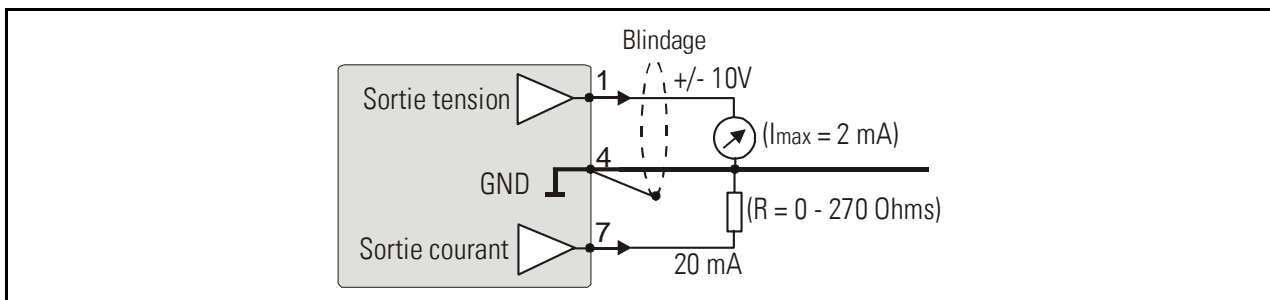 Blindage
Sortie tension
1
+/- 10V
(Imax = 2 mA)
GND
4
(R = 0 - 270 Ohms)
Sortie courant
7
20 mA